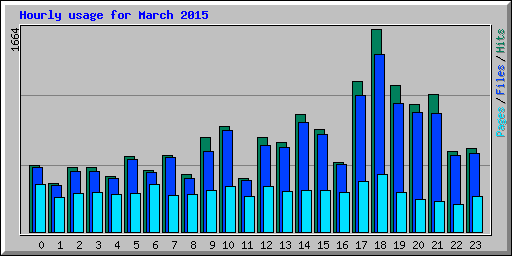 Hourly usage for March 2015
1664
Pages / Files / Hits
0 1 2 3 4 5 6 7 8 9 10 11 12 13 14 15 16 17 18 19 20 21 22 23